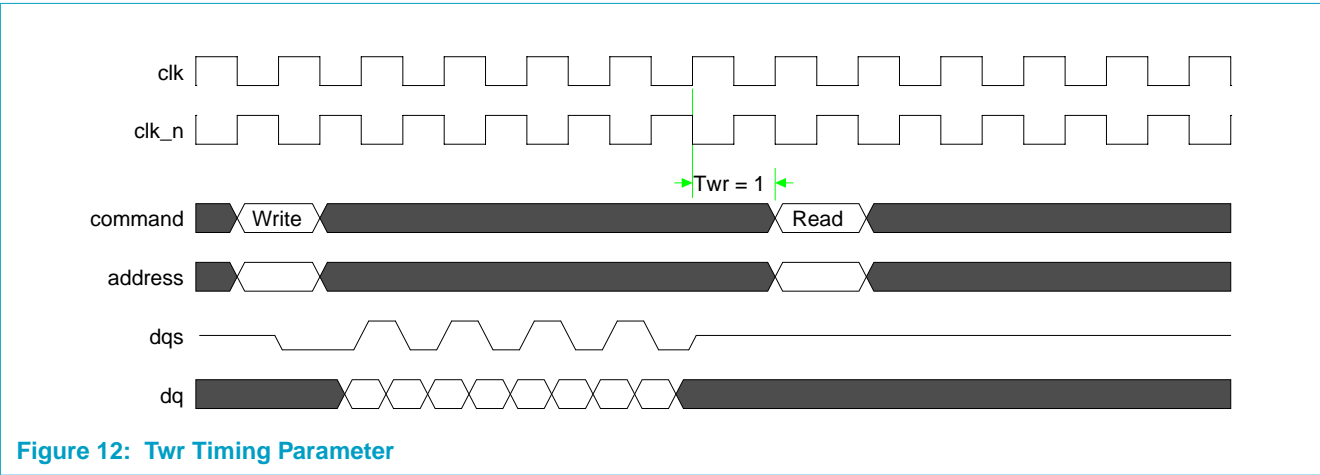 clk
clk_n
Twr = 1
command Write Read
address
dqs
dq
Figure 12: Twr Timing Parameter